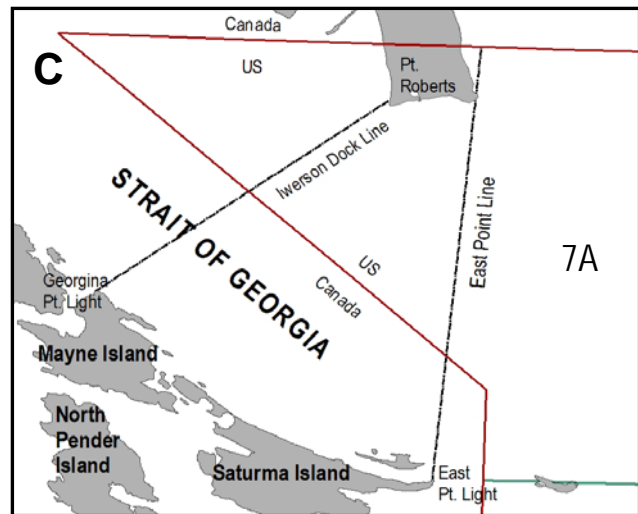 Canada
C
US
Pt.
Roberts
Iwerson Dock Line
STRAIT OF GEORGIA
East Point Line
7A
US
Canada
Georgina
Pt. Light
Mayne Island
North
Pender
Island
Saturma Island
East
Pt. Light